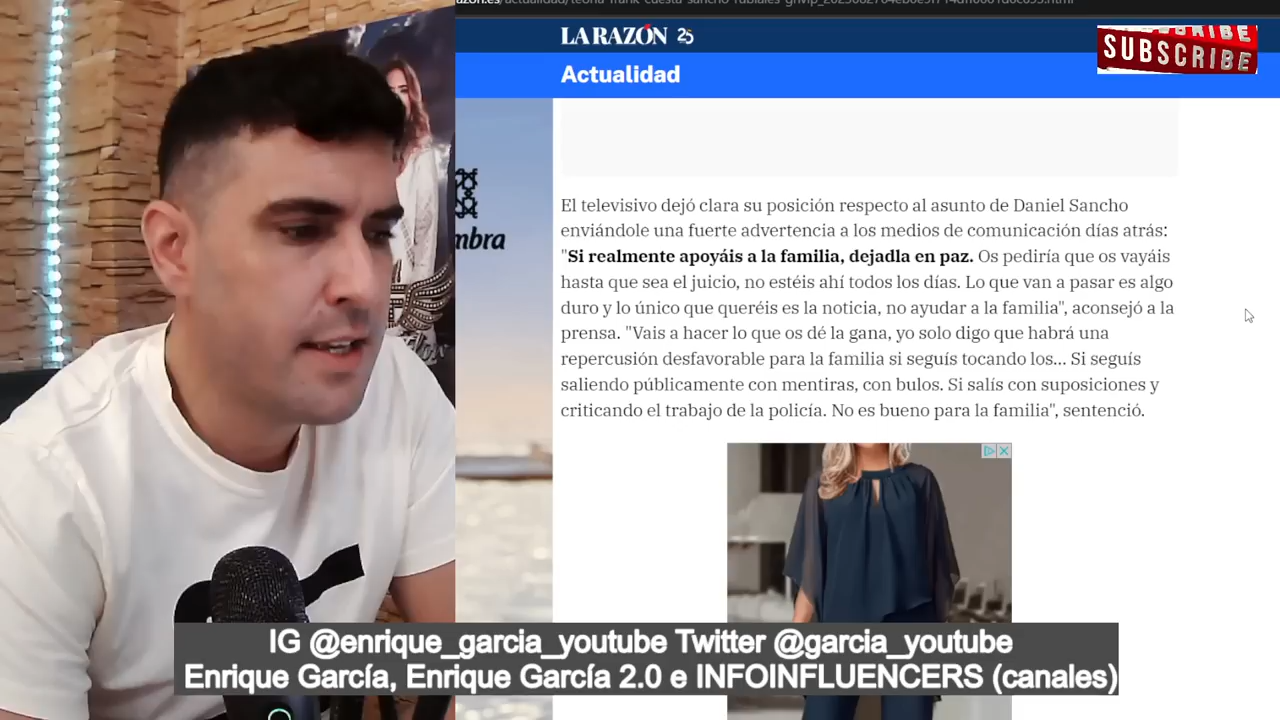 LA RAZÓN 25
SUBSCRIBE
Actualidad
mbra
El televisivo dejó clara su posición respecto al asunto de Daniel Sancho
enviándole una fuerte advertencia a los medios de comunicación días atrás:
"Si realmente apoyáis a la familia, dejadla en paz. Os pediría que os vayáis
hasta que sea el juicio, no estéis ahí todos los días. Lo que van a pasar es algo
duro y lo único que queréis es la noticia, no ayudar a la familia", aconsejó a la
prensa. "Vais a hacer lo que os dé la gana, yo solo digo que habrá una
repercusión desfavorable para la familia si seguís tocando los... Si seguís
saliendo públicamente con mentiras, con bulos. Si salís con suposiciones y
criticando el trabajo de la policía. No es bueno para la familia", sentenció.
IG @enrique_garcia_youtube Twitter @garcia_youtube
Enrique García, Enrique García 2.0 e INFOINFLUENCERS (canales)